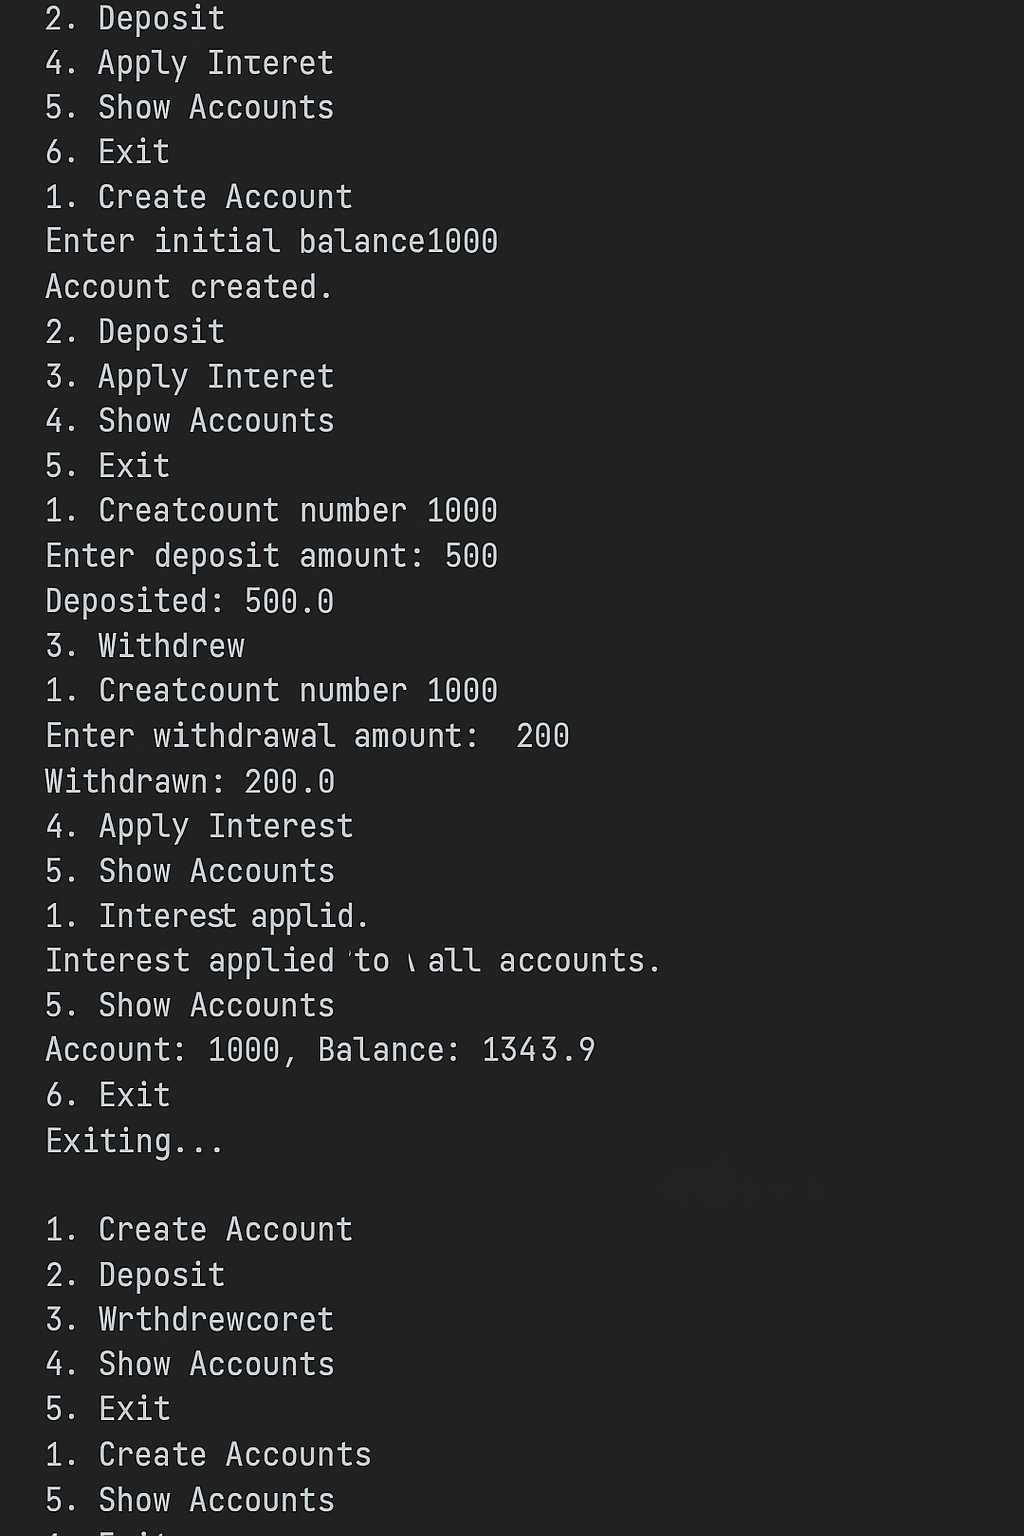 2. Deposit
4. Apply Interet
5. Show Accounts
6. Exit
1. Create Account
Enter initial balance1000
Account created.
2. Deposit
3. Apply Interet
4. Show Accounts
5. Exit
1. Creatcount number 1000
Enter deposit amount: 500
Deposited: 500.0
3. Withdrew
1. Creatcount number 1000
Enter withdrawal amount:  200
Withdrawn: 200.0
4. Apply Interest
5. Show Accounts
1. Interest applid.
Interest applied to all accounts.
5. Show Accounts
Account: 1000, Balance: 1343.9
6. Exit
Exiting...

1. Create Account
2. Deposit
3. Wrthdrewcoret
4. Show Accounts
5. Exit
1. Create Accounts
5. Show Accounts